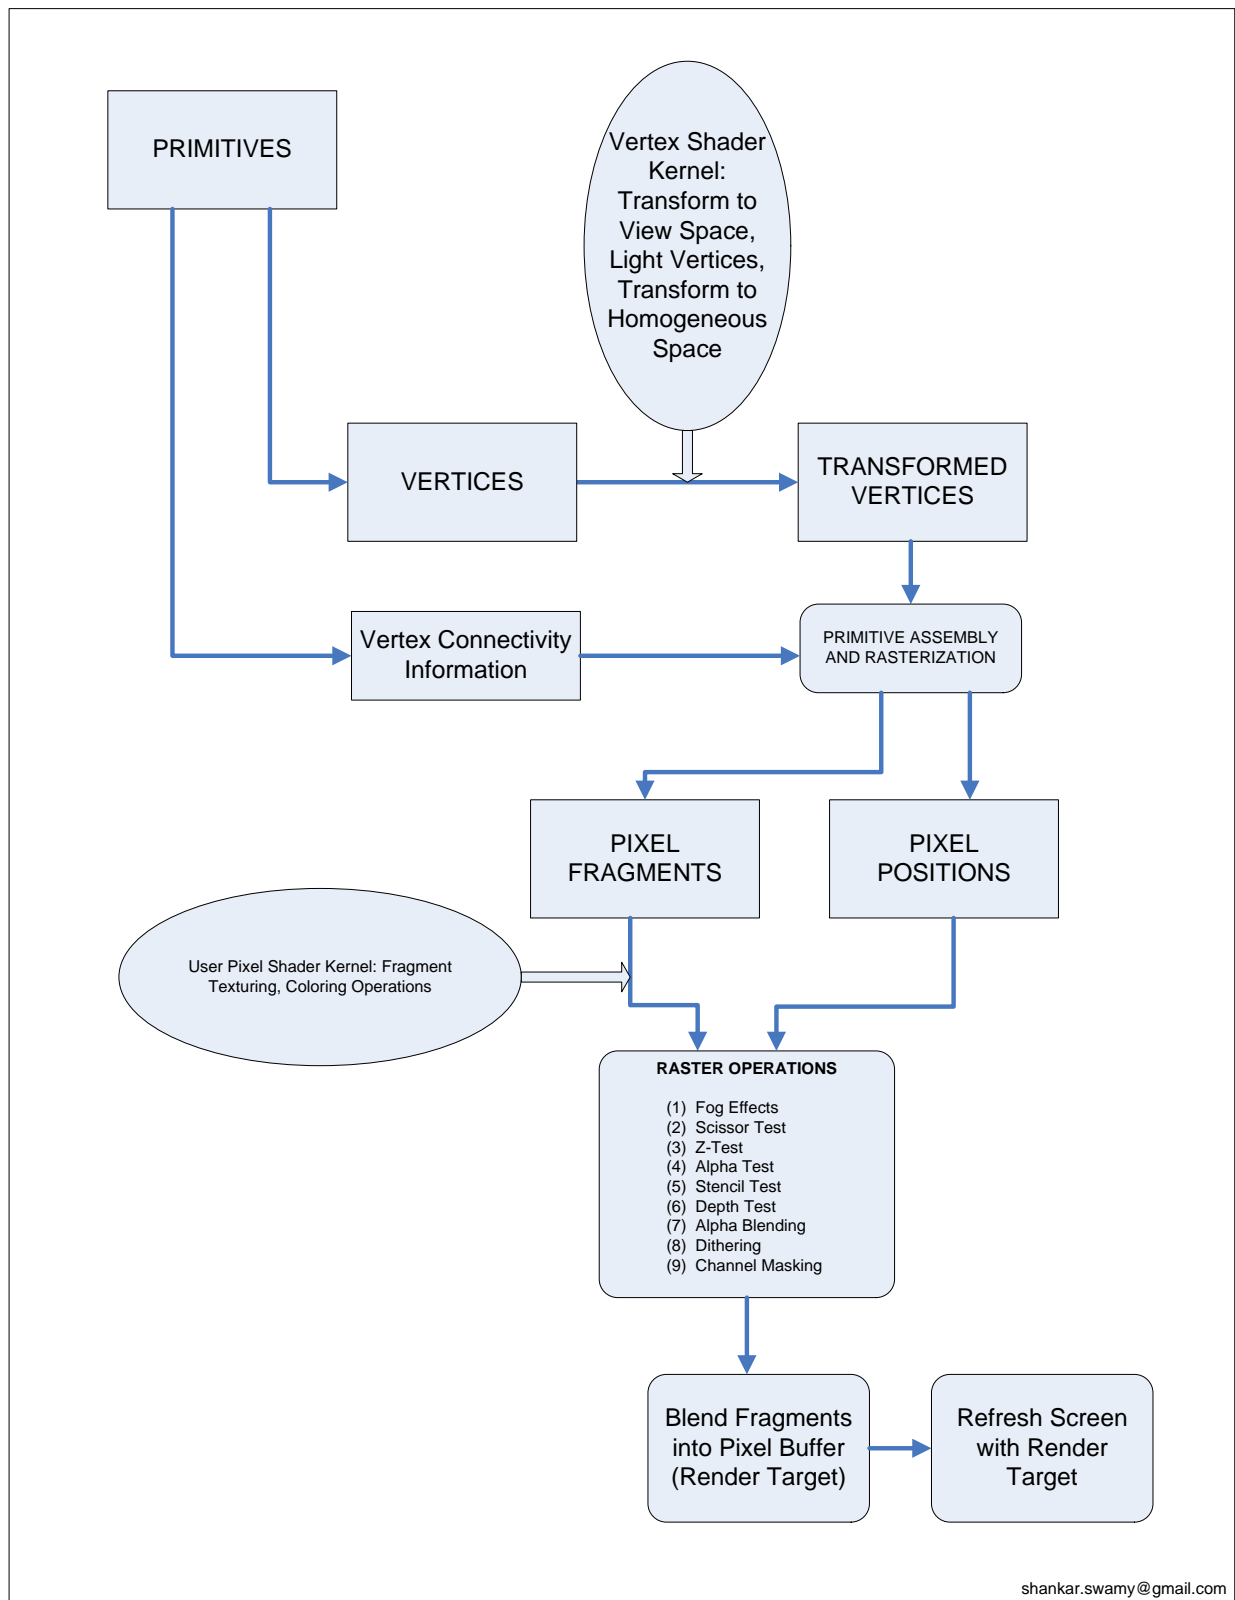 PRIMITIVES
Vertex Shader
Kernel:
Transform to
View Space,
Light Vertices,
Transform to
Homogeneous
Space
VERTICES
TRANSFORMED
VERTICES
Vertex Connectivity
Information
PRIMITIVE ASSEMBLY
AND RASTERIZATION
PIXEL
FRAGMENTS
PIXEL
POSITIONS
User Pixel Shader Kernel: Fragment
Texturing, Coloring Operations
RASTER OPERATIONS
(1) Fog Effects
(2) Scissor Test
(3) Z-Test
(4) Alpha Test
(5) Stencil Test
(6) Depth Test
(7) Alpha Blending
(8) Dithering
(9) Channel Masking
Blend Fragments
into Pixel Buffer
(Render Target)
Refresh Screen
with Render
Target
shankar.swamy@gmail.com